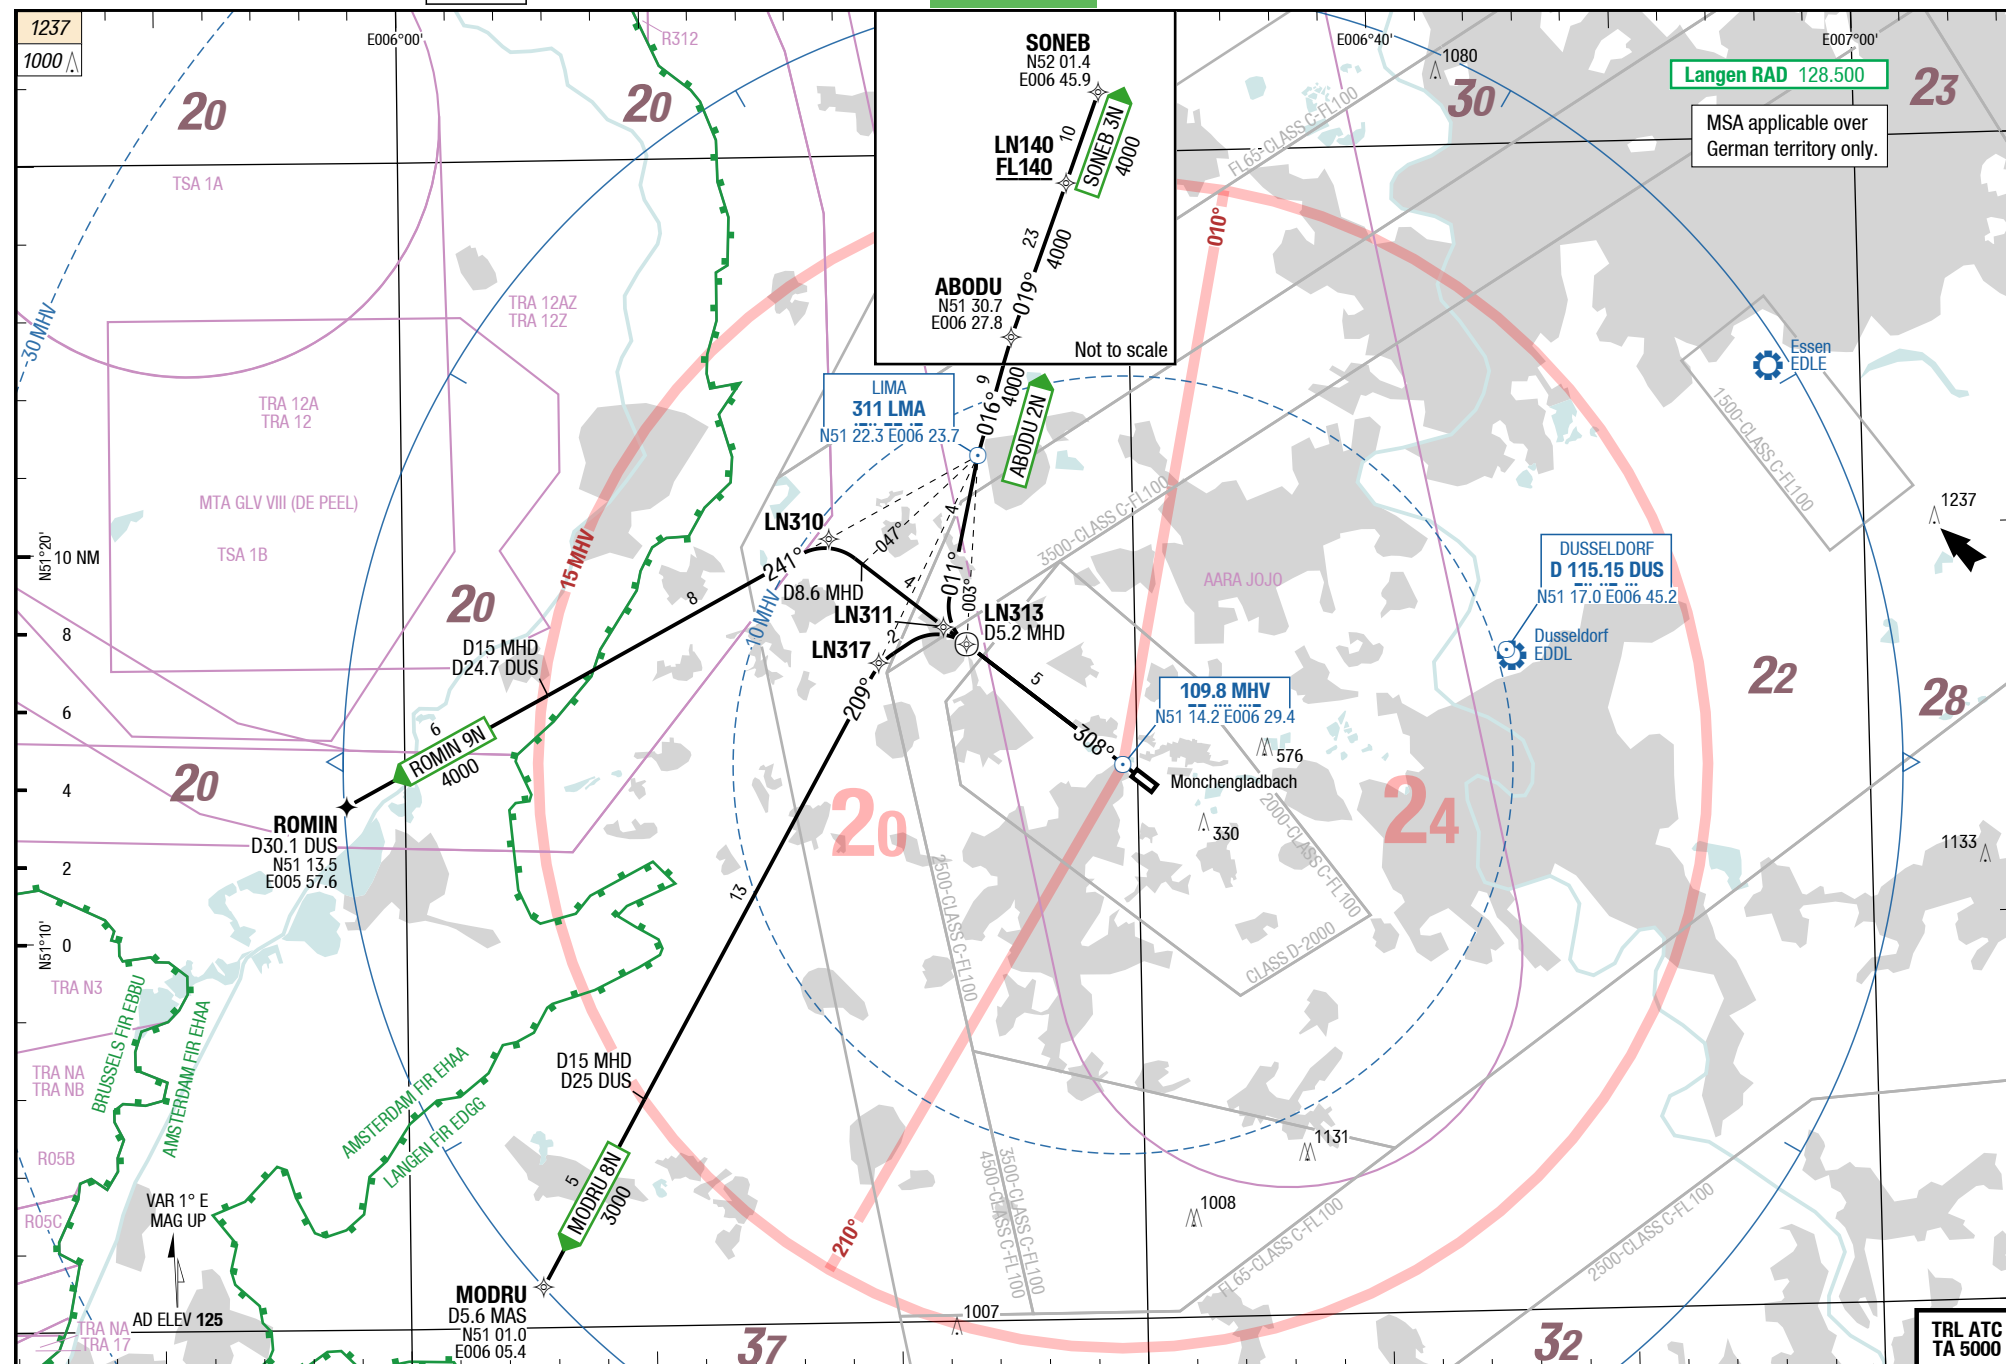 1237
1000
E006°00'
R312
20
20
TSA 1A
SONEB
N52 01.4
E006 45.9
LN140
FL140
10
SONEB 3N
4000
23
4000
019°
ABODU
N51 30.7
E006 27.8
Not to scale
E006°40'
1080
30
FL65-CLASS C-FL100
E007°00'
Langen RAD 128.500
23
MSA applicable over
German territory only.
010°
30 MHV
TRA 12AZ
TRA 12Z
TRA 12A
TRA 12
MTA GLV VIII (DE PEEL)
TSA 1B
LIMA
311 LMA
N51 22.3 E006 23.7
9
4000
016°
ABODU 2N
Essen
EDLE
1500-CLASS C-FL100
1237
N51°20'
10 NM
8
6
4
2
0
15 MHV
LN310
241°
047°
4
3500-CLASS C-FL100
AARA JOJO
DUSSELDORF
D 115.15 DUS
N51 17.0 E006 45.2
Dusseldorf
EDDL
20
8
D8.6 MHD
10 MHV
4
011°
003°
LN311
LN313
D5.2 MHD
2
LN317
D15 MHD
D24.7 DUS
209°
5
308°
109.8 MHV
N51 14.2 E006 29.4
576
Monchengladbach
330
22
28
6
ROMIN 9N
4000
20
ROMIN
D30.1 DUS
N51 13.5
E005 57.6
20
24
2000-CLASS C-FL100
1133
13
2500-CLASS C-FL100
CLASS D-2000
N51°10'
TRA N3
BRUSSELS FIR EBBU
AMSTERDAM FIR EHAA
TRA NA
TRA NB
D15 MHD
D25 DUS
AMSTERDAM FIR EHAA
LANGEN FIR EDGG
R05B
R05C
VAR 1° E
MAG UP
5
MODRU 8N
3000
210°
3500-CLASS C-FL100
4500-CLASS C-FL100
1131
1008
FL65-CLASS C-FL100
2500-CLASS C-FL100
MODRU
D5.6 MAS
N51 01.0
E006 05.4
AD ELEV 125
TRA NA
TRA 17
37
1007
32
TRL ATC
TA 5000